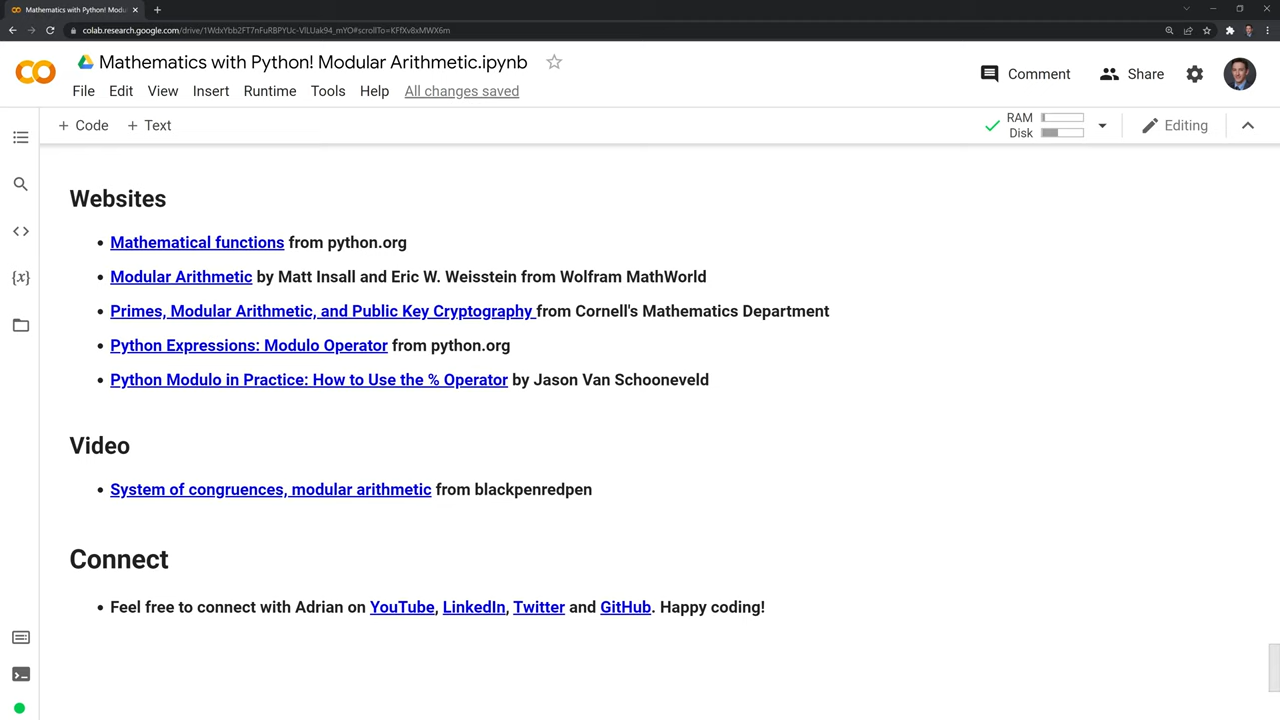 Mathematics with Python! Modu
colab.research.google.com/drive/1WdxYbb2FT7nFuRBPYUc-VlLUak94_mYO#scrollTo=KFfXv8xMWX6m
Mathematics with Python! Modular Arithmetic.ipynb
Comment
Share
File Edit View Insert Runtime Tools Help All changes saved
+ Code + Text
RAM
Disk
Editing
Websites
• Mathematical functions from python.org
• Modular Arithmetic by Matt Insall and Eric W. Weisstein from Wolfram MathWorld
• Primes, Modular Arithmetic, and Public Key Cryptography from Cornell's Mathematics Department
• Python Expressions: Modulo Operator from python.org
• Python Modulo in Practice: How to Use the % Operator by Jason Van Schooneveld
Video
• System of congruences, modular arithmetic from blackpenredpen
Connect
• Feel free to connect with Adrian on YouTube, LinkedIn, Twitter and GitHub. Happy coding!